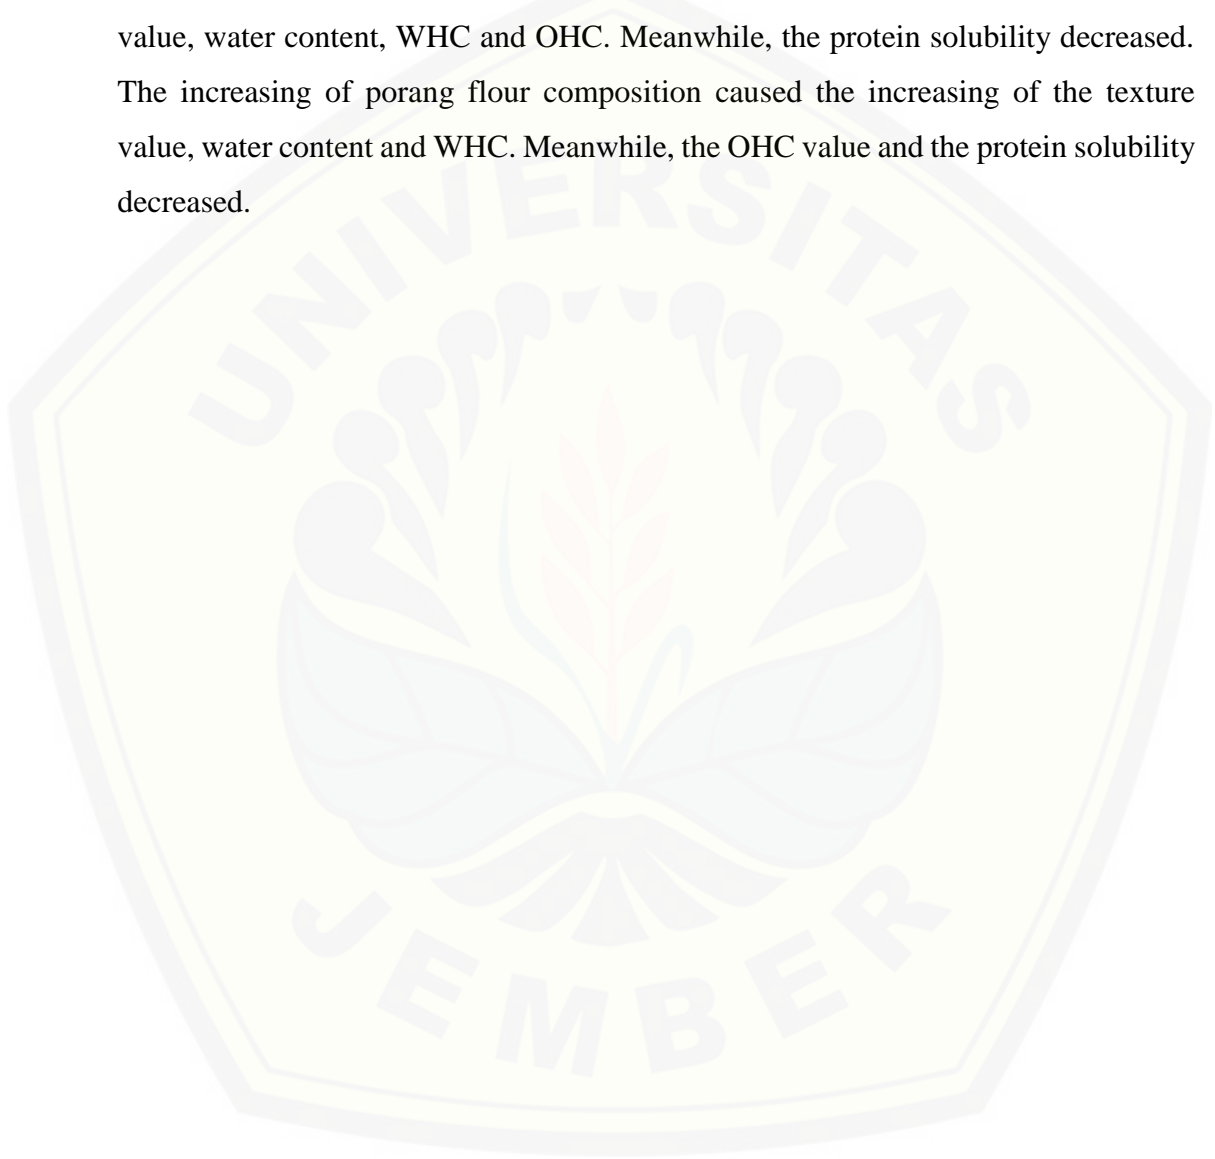 value, water content, WHC and OHC. Meanwhile, the protein solubility decreased.
The increasing of porang flour composition caused the increasing of the texture
value, water content and WHC. Meanwhile, the OHC value and the protein solubility
decreased.
UNIVERSITAS
JEMBER